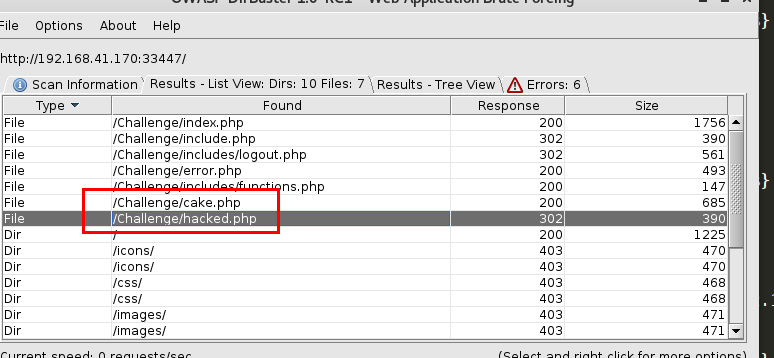 OWASP DirBuster 1.0-RC1 - Web Application Brute Forcing
File Options About Help
http://192.168.41.170:33447/
Scan Information Results - List View: Dirs: 10 Files: 7 Results - Tree View Errors: 6
Type Found Response Size
File /Challenge/index.php 200 1756
File /Challenge/include.php 302 390
File /Challenge/includes/logout.php 302 561
File /Challenge/error.php 200 493
File /Challenge/includes/functions.php 200 147
File /Challenge/cake.php 200 685
File /Challenge/hacked.php 302 390
Dir / 200 1225
Dir /icons/ 403 470
Dir /icons/ 403 470
Dir /css/ 403 468
Dir /css/ 403 468
Dir /images/ 403 471
Dir /images/ 403 471
Current speed: 0 requests/sec (Select and right click for more options)